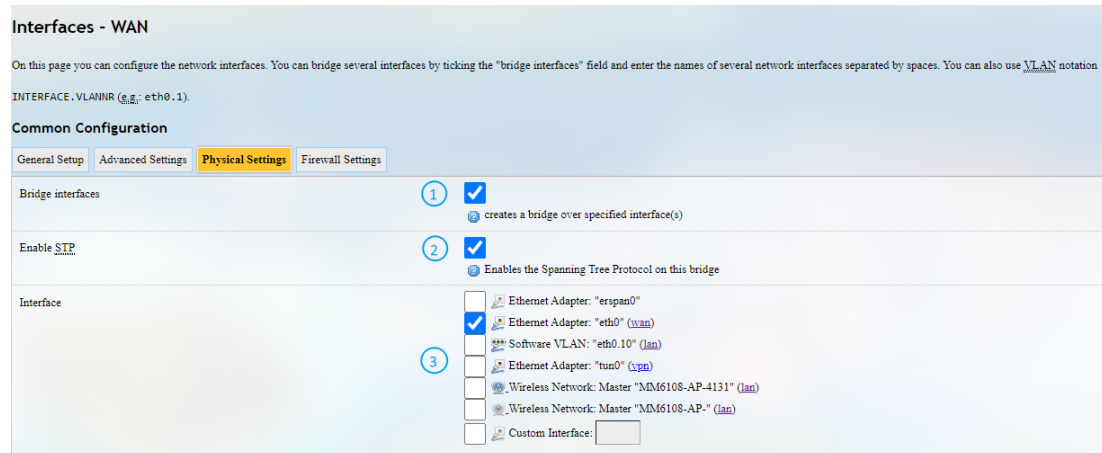 Interfaces - WAN
On this page you can configure the network interfaces. You can bridge several interfaces by ticking the "bridge interfaces" field and enter the names of several network interfaces separated by spaces. You can also use VLAN notation
INTERFACE.VLANNR (e.g.: eth0.1).
Common Configuration
General Setup Advanced Settings Physical Settings Firewall Settings
Bridge interfaces 1
creates a bridge over specified interface(s)
Enable STP 2
Enables the Spanning Tree Protocol on this bridge
Interface
Ethernet Adapter: "erspan0"
Ethernet Adapter: "eth0" (wan)
Software VLAN: "eth0.10" (lan)
3 Ethernet Adapter: "tun0" (vpn)
Wireless Network: Master "MM6108-AP-4131" (lan)
Wireless Network: Master "MM6108-AP-" (lan)
Custom Interface: